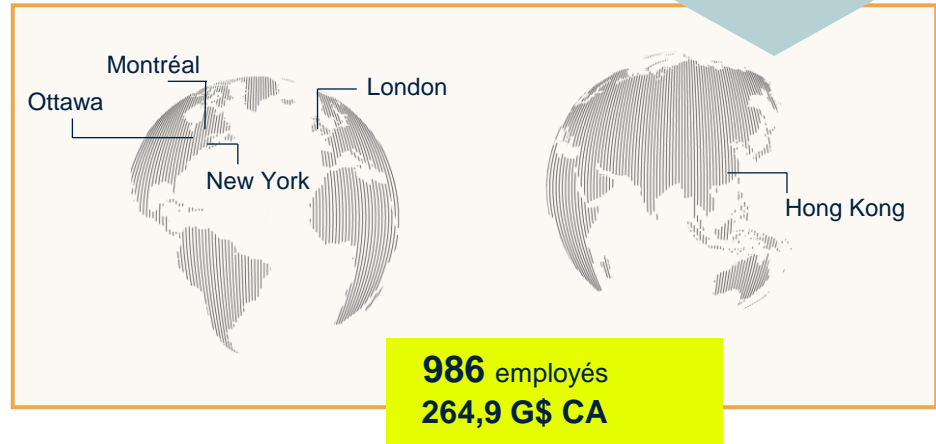 Montréal
Ottawa
London
New York
Hong Kong
986 employés
264,9 G$ CA